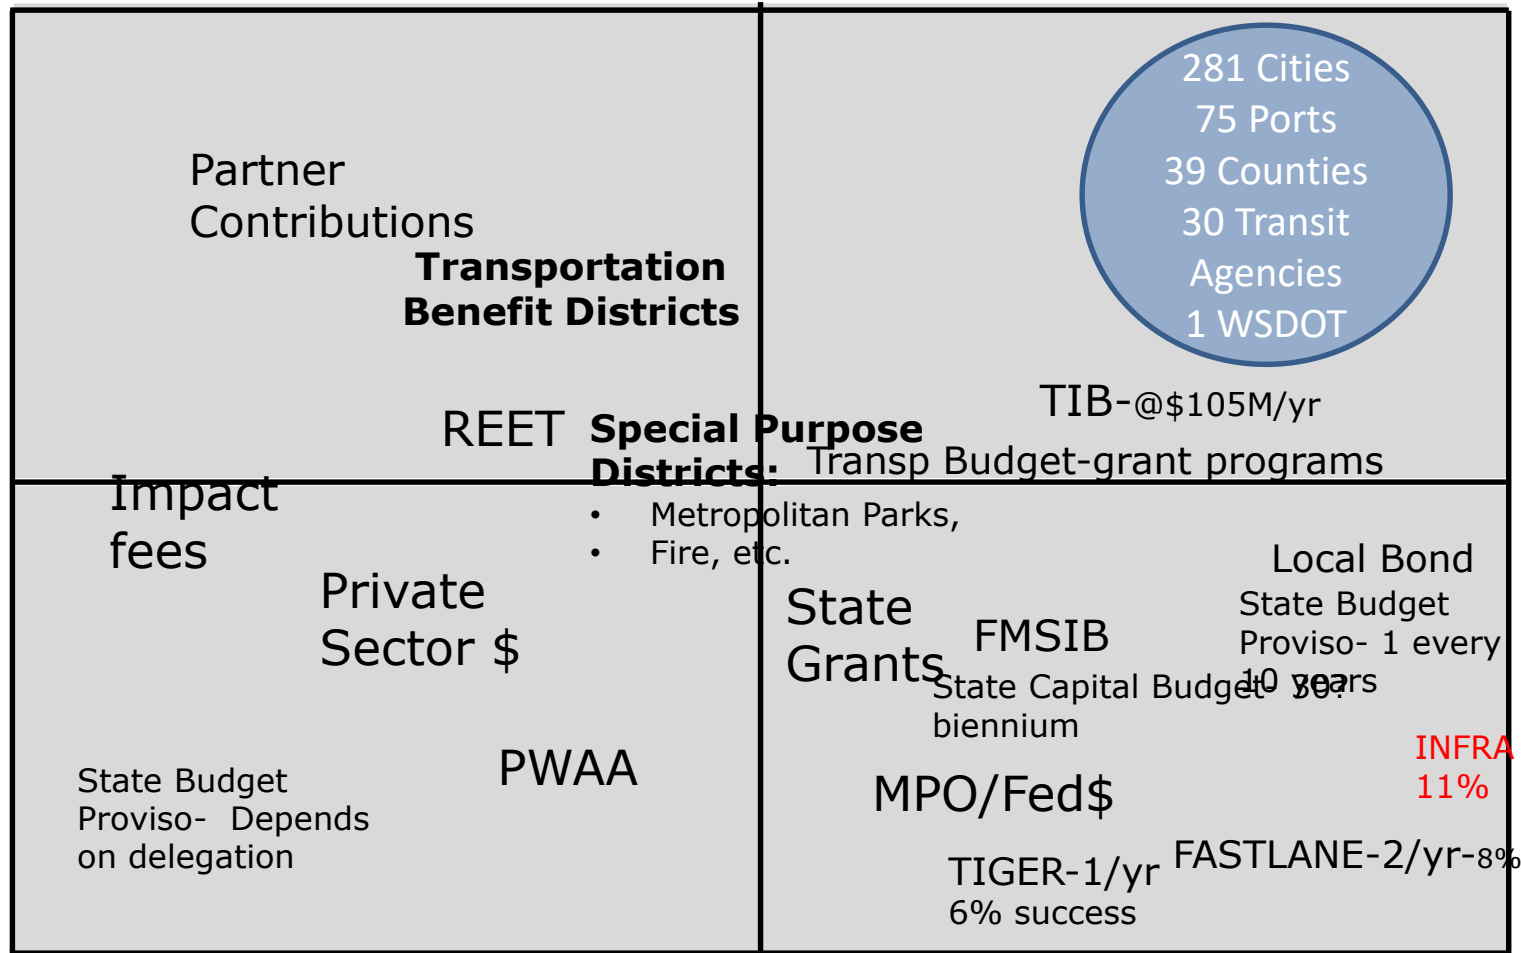 281 Cities
75 Ports
39 Counties
30 Transit
Agencies
1 WSDOT
Partner
Contributions
Transportation
Benefit Districts
TIB-@$105M/yr
REET
Special Purpose
Districts:
Transp Budget-grant programs
Impact
fees
• Metropolitan Parks,
• Fire, etc.
Private
Sector $
State
Grants
FMSIB
Local Bond
State Budget
Proviso- 1 every
10 years
State Capital Budget- 30?
biennium
PWAA
State Budget
Proviso- Depends
on delegation
MPO/Fed$
INFRA
11%
TIGER-1/yr
6% success
FASTLANE-2/yr-8%